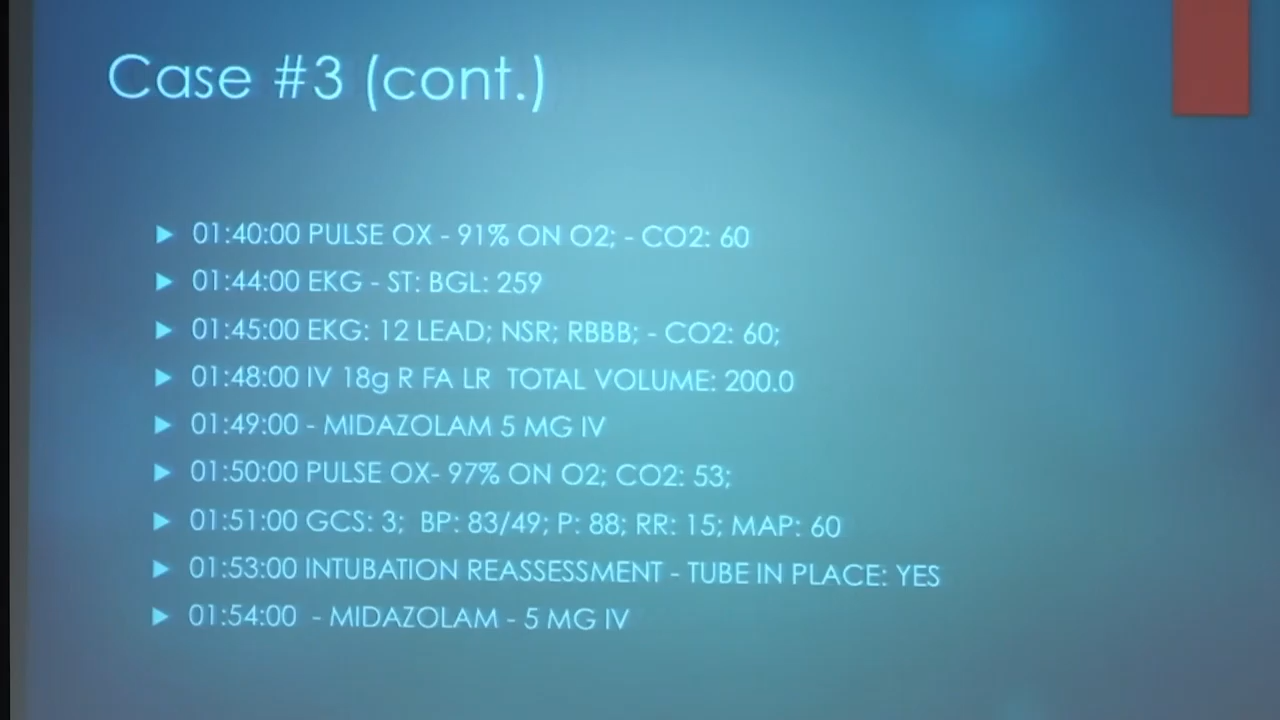 Case #3 (cont.)
01:40:00 PULSE OX - 91% ON O2; - CO2: 60
01:44:00 EKG - ST: BGL: 259
01:45:00 EKG: 12 LEAD; NSR; RBBB; - CO2: 60;
01:48:00 IV 18g R FA LR TOTAL VOLUME: 200.0
01:49:00 - MIDAZOLAM 5 MG IV
01:50:00 PULSE OX- 97% ON O2; CO2: 53;
01:51:00 GCS: 3; BP: 83/49; P: 88; RR: 15; MAP: 60
01:53:00 INTUBATION REASSESSMENT - TUBE IN PLACE: YES
01:54:00 - MIDAZOLAM - 5 MG IV